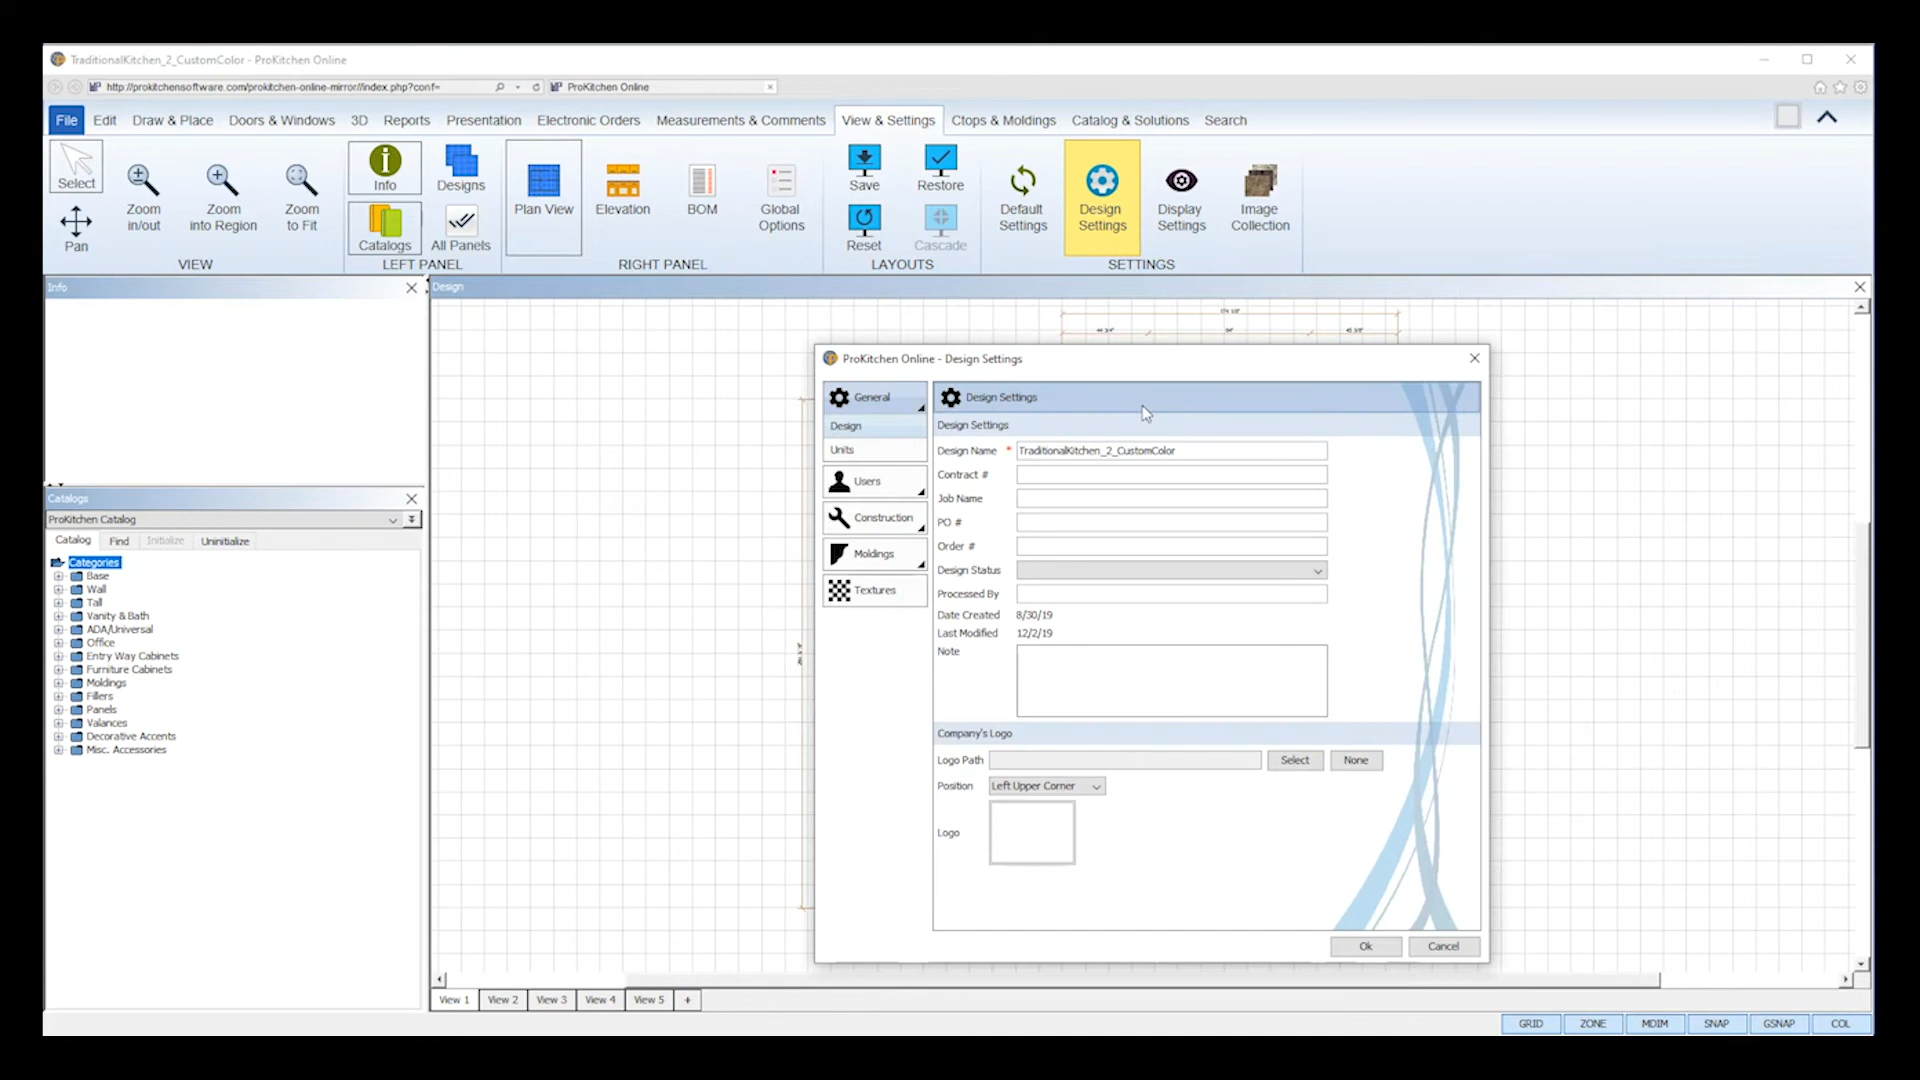 TraditionalKitchen_2_CustomColor - ProKitchen Online
http://prokitchensoftware.com/prokitchen-online-mirror//index.php?conf=
ProKitchen Online
File Edit Draw & Place Doors & Windows 3D Reports Presentation Electronic Orders Measurements & Comments View & Settings Ctops & Moldings Catalog & Solutions Search
Select
Pan
Zoom
in/out
Zoom
into Region
Zoom
to Fit
VIEW
Info
Designs
Catalogs
All Panels
LEFT PANEL
Plan View
Elevation
BOM
Global
Options
RIGHT PANEL
Save
Restore
Reset
Cascade
LAYOUTS
Default
Settings
Design
Settings
Display
Settings
Image
Collection
SETTINGS
Info
Design
Catalogs
ProKitchen Catalog
Catalog Find Initialize Uninitialize
Categories
Base
Wall
Tall
Vanity & Bath
ADA/Universal
Office
Entry Way Cabinets
Furniture Cabinets
Moldings
Fillers
Panels
Valances
Decorative Accents
Misc. Accessories
ProKitchen Online - Design Settings
General
Design
Units
Users
Construction
Moldings
Textures
Design Settings
Design Settings
Design Name * TraditionalKitchen_2_CustomColor
Contract #
Job Name
PO #
Order #
Design Status
Processed By
Date Created 8/30/19
Last Modified 12/2/19
Note
Company's Logo
Logo Path Select None
Position Left Upper Corner
Logo
Ok Cancel
View 1 View 2 View 3 View 4 View 5 +
GRID ZONE MDIM SNAP GSNAP COL